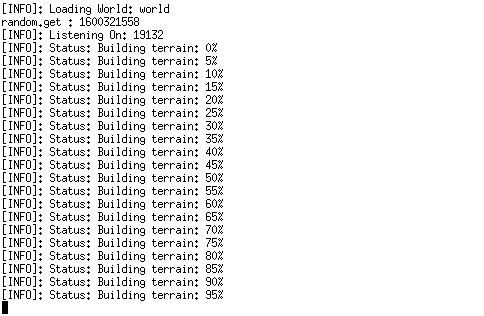 [INFO]: Loading World: world
random.get : 1600321558
[INFO]: Listening On: 19132
[INFO]: Status: Building terrain: 0%
[INFO]: Status: Building terrain: 5%
[INFO]: Status: Building terrain: 10%
[INFO]: Status: Building terrain: 15%
[INFO]: Status: Building terrain: 20%
[INFO]: Status: Building terrain: 25%
[INFO]: Status: Building terrain: 30%
[INFO]: Status: Building terrain: 35%
[INFO]: Status: Building terrain: 40%
[INFO]: Status: Building terrain: 45%
[INFO]: Status: Building terrain: 50%
[INFO]: Status: Building terrain: 55%
[INFO]: Status: Building terrain: 60%
[INFO]: Status: Building terrain: 65%
[INFO]: Status: Building terrain: 70%
[INFO]: Status: Building terrain: 75%
[INFO]: Status: Building terrain: 80%
[INFO]: Status: Building terrain: 85%
[INFO]: Status: Building terrain: 90%
[INFO]: Status: Building terrain: 95%